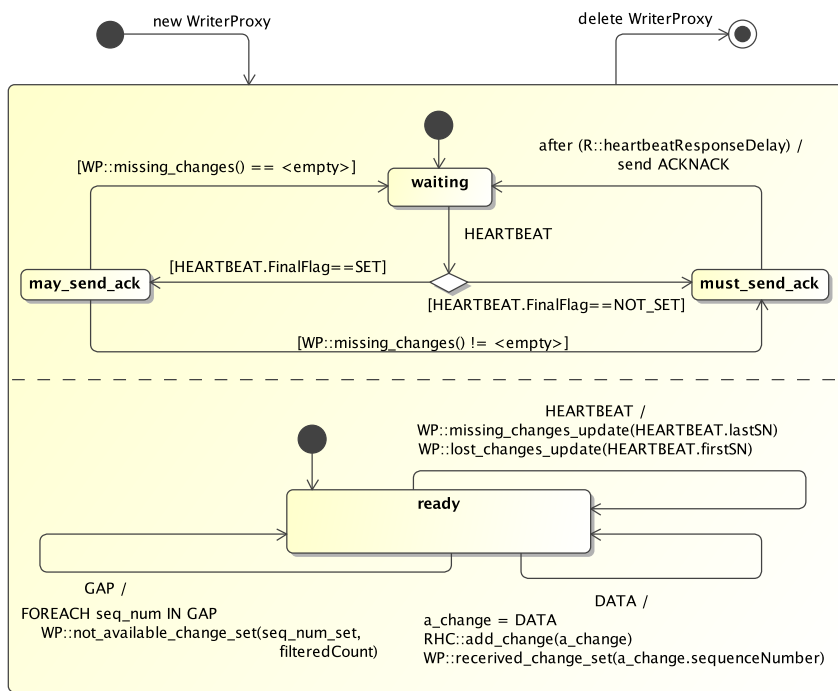 new WriterProxy
delete WriterProxy
after (R::heartbeatResponseDelay) /
send ACKNACK
[WP::missing_changes() == <empty>]
waiting
HEARTBEAT
[HEARTBEAT.FinalFlag==SET]
may_send_ack
must_send_ack
[HEARTBEAT.FinalFlag==NOT_SET]
[WP::missing_changes() != <empty>]
HEARTBEAT /
WP::missing_changes_update(HEARTBEAT.lastSN)
WP::lost_changes_update(HEARTBEAT.firstSN)
ready
GAP /
FOREACH seq_num IN GAP
WP::not_available_change_set(seq_num_set,
filteredCount)
DATA /
a_change = DATA
RHC::add_change(a_change)
WP::recerived_change_set(a_change.sequenceNumber)